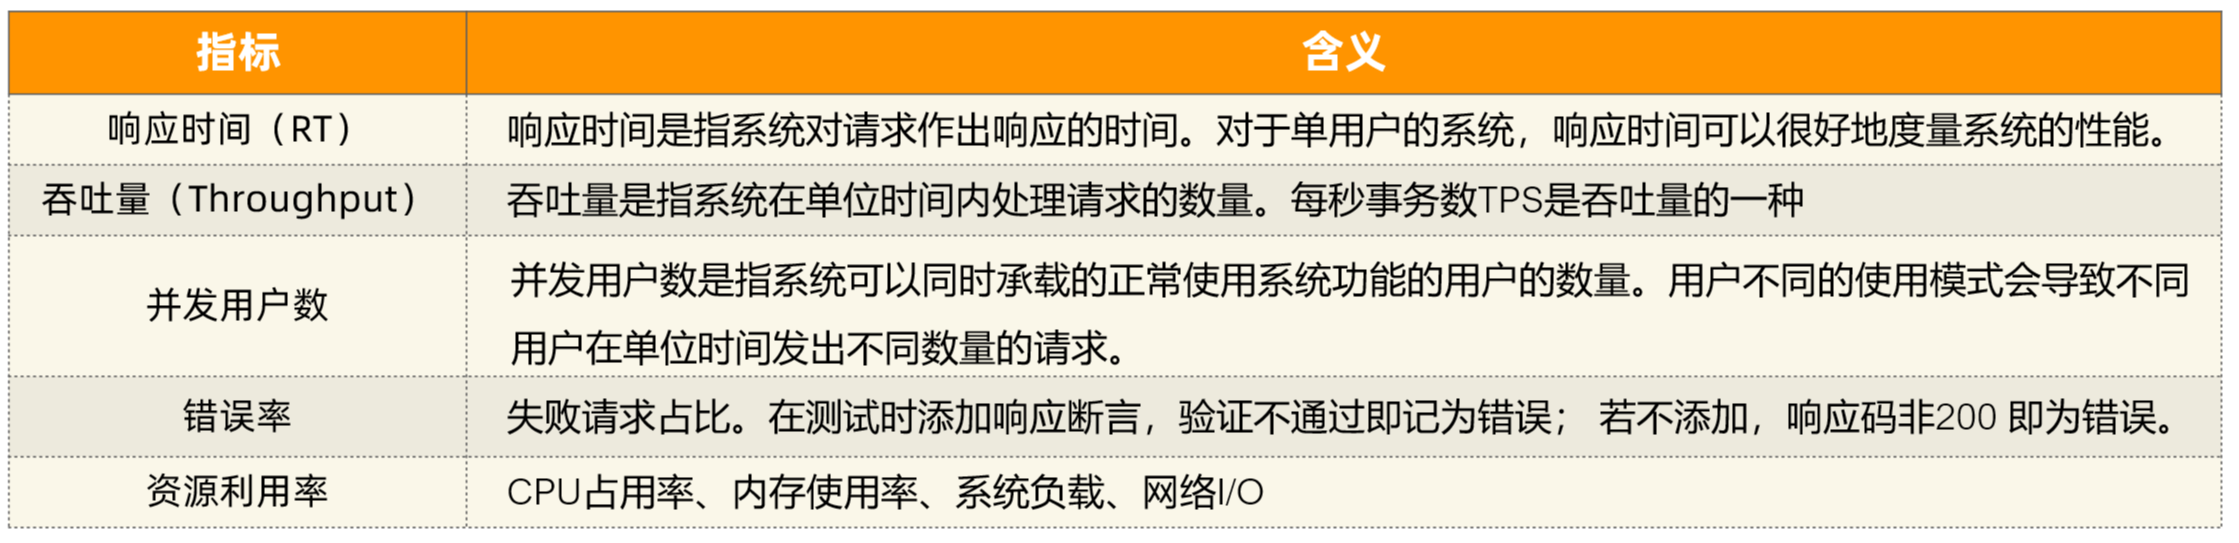 指标 含义
响应时间（RT） 响应时间是指系统对请求作出响应的时间。对于单用户的系统，响应时间可以很好地度量系统的性能。
吞吐量（Throughput） 吞吐量是指系统在单位时间内处理请求的数量。每秒事务数TPS是吞吐量的一种
并发用户数 并发用户数是指系统可以同时承载的正常使用系统功能的用户的数量。用户不同的使用模式会导致不同
用户在单位时间发出不同数量的请求。
错误率 失败请求占比。在测试时添加响应断言，验证不通过即记为错误； 若不添加，响应码非200 即为错误。
资源利用率 CPU占用率、内存使用率、系统负载、网络I/O